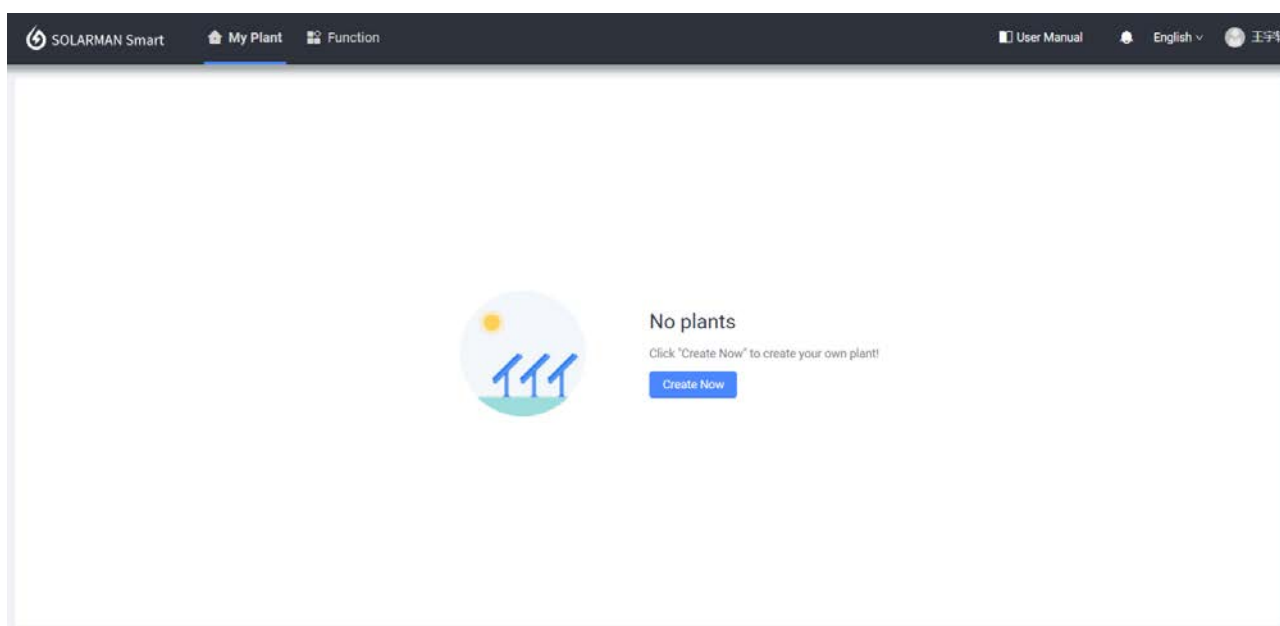 SOLARMAN Smart My Plant Function User Manual English
No plants
Click "Create Now" to create your own plant!
Create Now